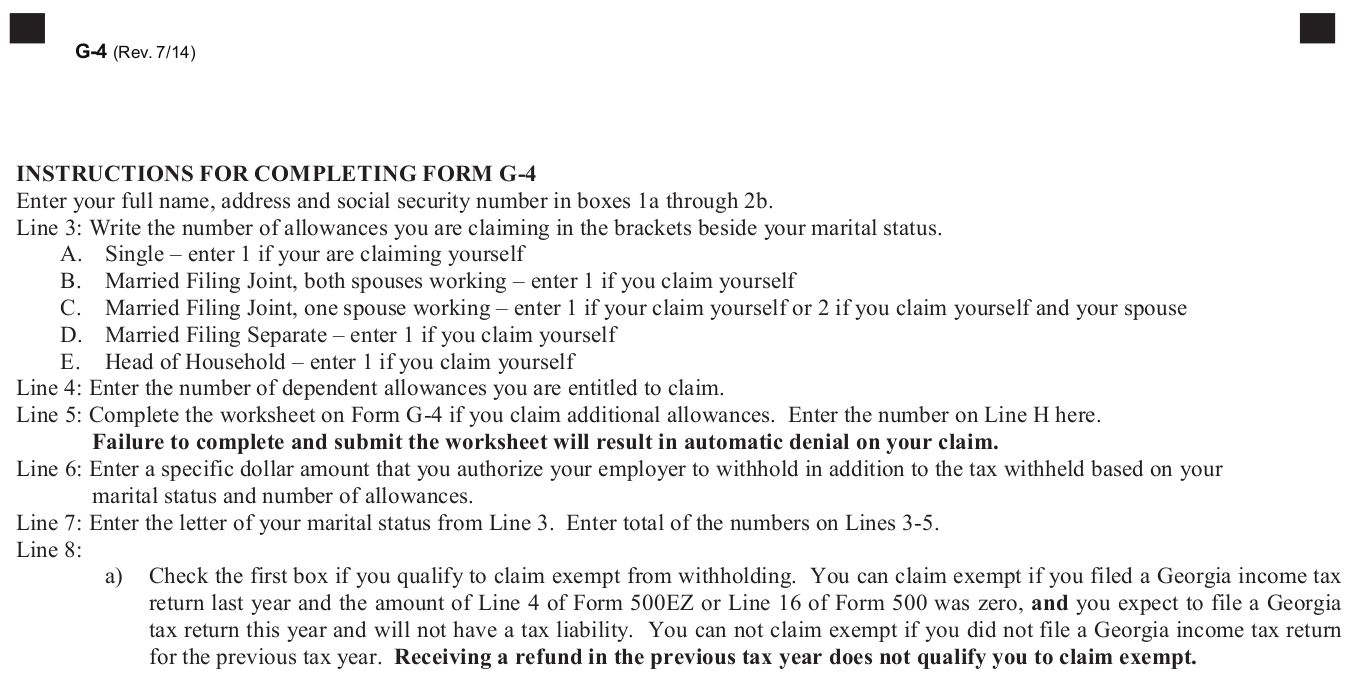 G-4 (Rev. 7/14)
INSTRUCTIONS FOR COMPLETING FORM G-4
Enter your full name, address and social security number in boxes 1a through 2b.
Line 3: Write the number of allowances you are claiming in the brackets beside your marital status.
A. Single – enter 1 if your are claiming yourself
B. Married Filing Joint, both spouses working – enter 1 if you claim yourself
C. Married Filing Joint, one spouse working – enter 1 if your claim yourself or 2 if you claim yourself and your spouse
D. Married Filing Separate – enter 1 if you claim yourself
E. Head of Household – enter 1 if you claim yourself
Line 4: Enter the number of dependent allowances you are entitled to claim.
Line 5: Complete the worksheet on Form G-4 if you claim additional allowances. Enter the number on Line H here.
Failure to complete and submit the worksheet will result in automatic denial on your claim.
Line 6: Enter a specific dollar amount that you authorize your employer to withhold in addition to the tax withheld based on your
marital status and number of allowances.
Line 7: Enter the letter of your marital status from Line 3. Enter total of the numbers on Lines 3-5.
Line 8:
a) Check the first box if you qualify to claim exempt from withholding. You can claim exempt if you filed a Georgia income tax
return last year and the amount of Line 4 of Form 500EZ or Line 16 of Form 500 was zero, and you expect to file a Georgia
tax return this year and will not have a tax liability. You can not claim exempt if you did not file a Georgia income tax return
for the previous tax year. Receiving a refund in the previous tax year does not qualify you to claim exempt.